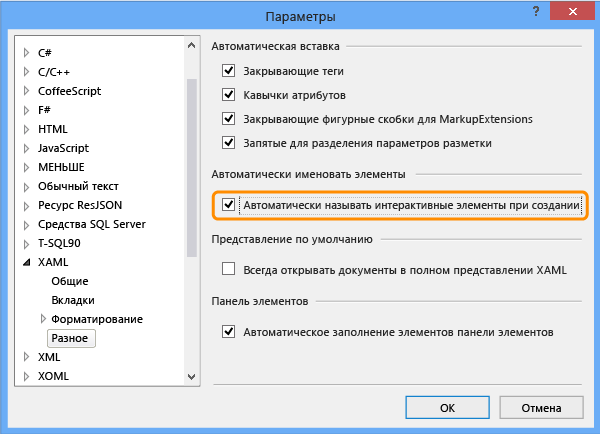 Параметры
?
C#
C/C++
CoffeeScript
F#
HTML
JavaScript
МЕНЬШЕ
Обычный текст
Ресурс ResJSON
Средства SQL Server
T-SQL90
XAML
Общие
Вкладки
Форматирование
Разное
XML
XOML
Автоматическая вставка
Закрывающие теги
Кавычки атрибутов
Закрывающие фигурные скобки для MarkupExtensions
Запятые для разделения параметров разметки
Автоматически именовать элементы
Автоматически называть интерактивные элементы при создании
Представление по умолчанию
Всегда открывать документы в полном представлении XAML
Панель элементов
Автоматическое заполнение элементов панели элементов
ОК
Отмена